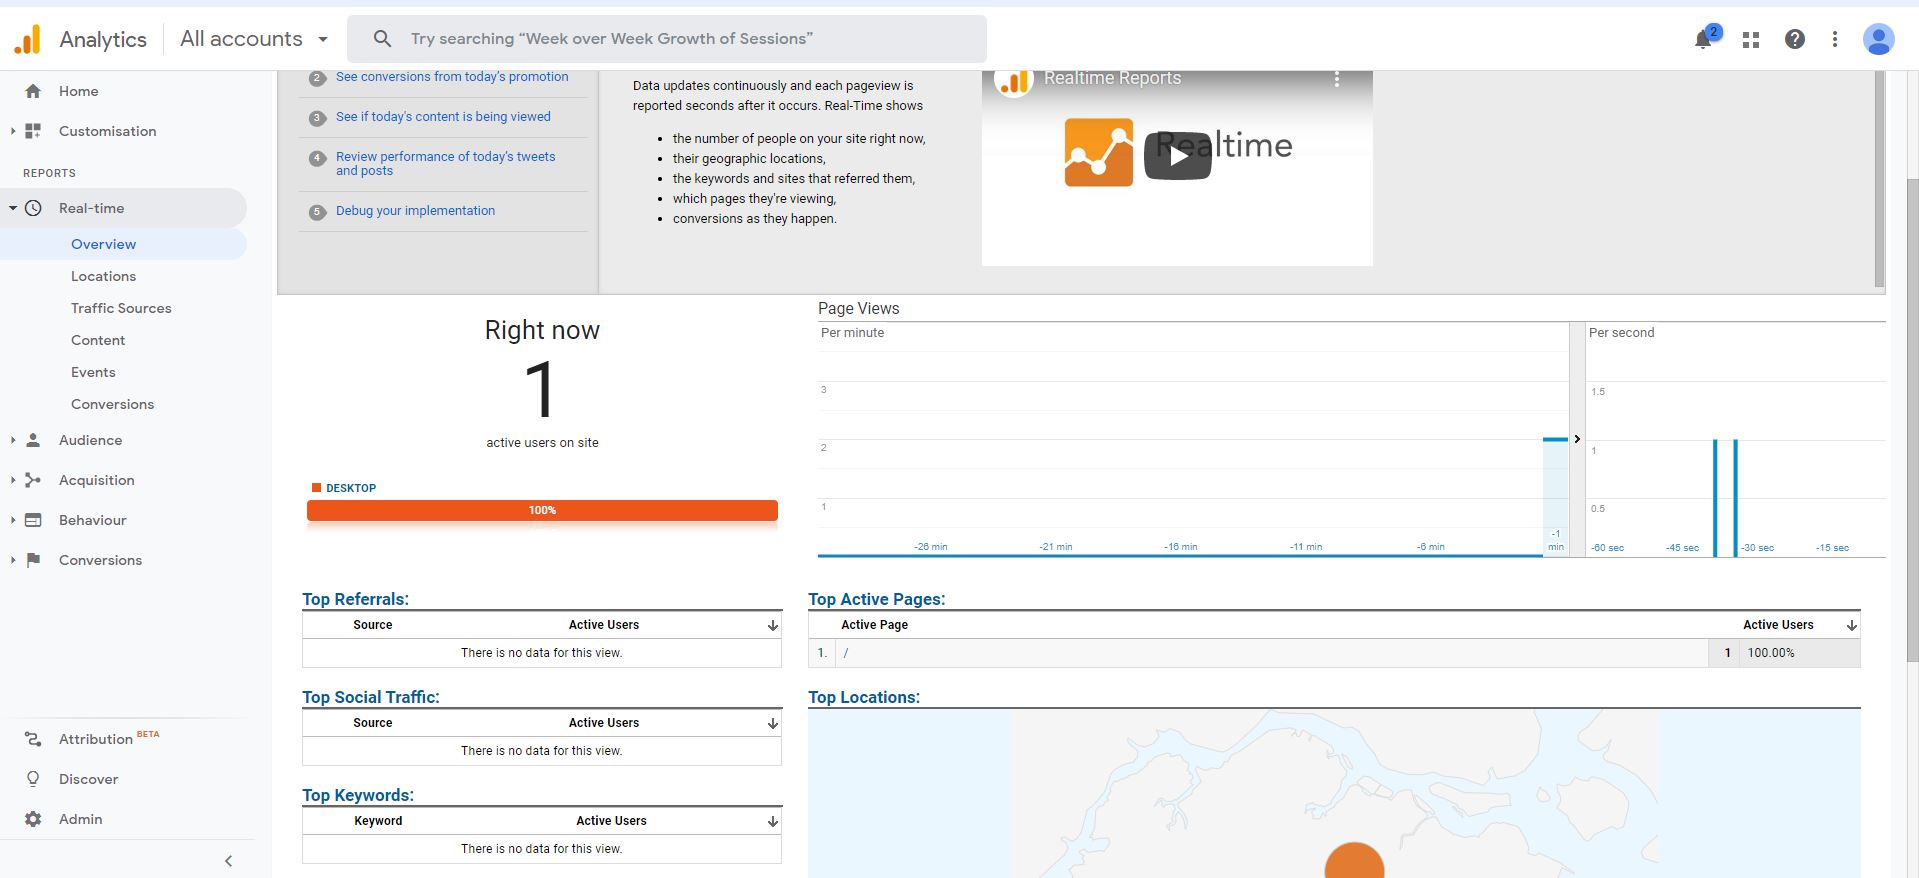 Analytics
All accounts
Try searching “Week over Week Growth of Sessions”
2
Home
Customisation
REPORTS
Real-time
Overview
Locations
Traffic Sources
Content
Events
Conversions
Audience
Acquisition
Behaviour
Conversions
Attribution BETA
Discover
Admin
2 See conversions from today's promotion
3 See if today's content is being viewed
4 Review performance of today's tweets
and posts
5 Debug your implementation
Data updates continuously and each pageview is
reported seconds after it occurs. Real-Time shows
• the number of people on your site right now,
• their geographic locations,
• the keywords and sites that referred them,
• which pages they're viewing,
• conversions as they happen.
Realtime Reports
Realtime
Right now
1
active users on site
DESKTOP
100%
Page Views
Per minute
3
2
1
-26 min
-21 min
-16 min
-11 min
-6 min
-1
min
Per second
1.5
1
0.5
-60 sec
-45 sec
-30 sec
-15 sec
Top Referrals:
Source Active Users
There is no data for this view.
Top Active Pages:
Active Page Active Users
1. / 1 100.00%
Top Social Traffic:
Source Active Users
There is no data for this view.
Top Locations:
Top Keywords:
Keyword Active Users
There is no data for this view.